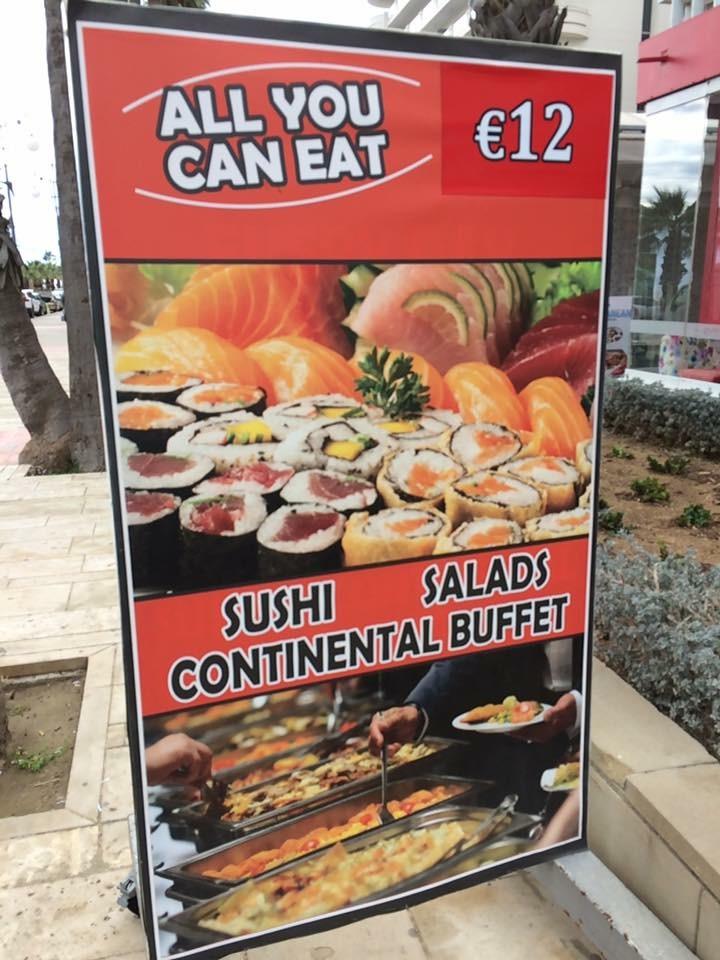 ALL YOU
CAN EAT
€12
SUSHI SALADS
CONTINENTAL BUFFET